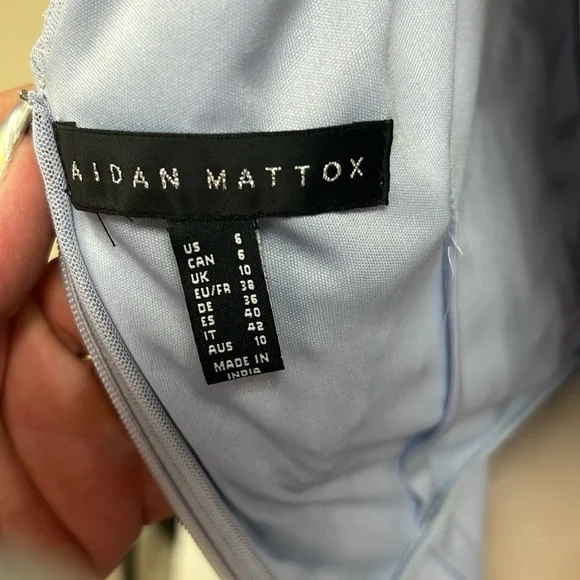 AIDAN MATTOX
US 6
CAN 6
UK 10
EU/FR 38
DE 36
ES 40
IT 42
AUS 10
MADE IN
INDIA